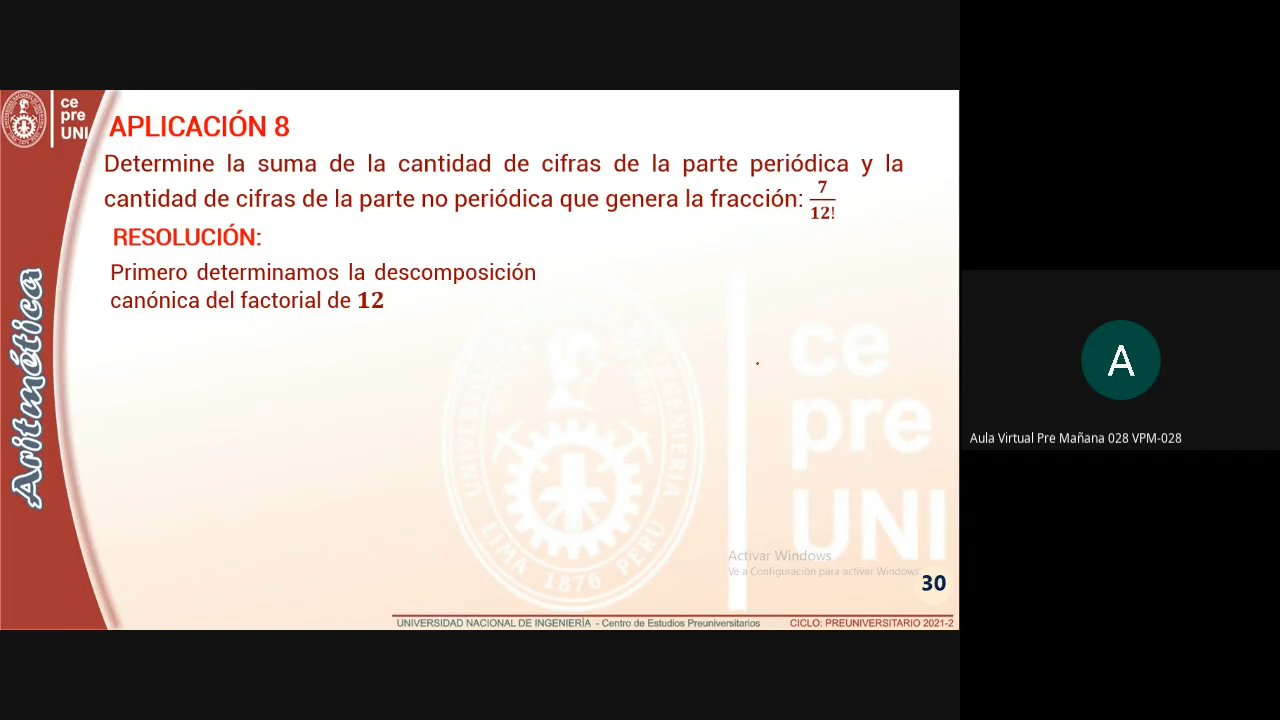 ce
pre
UNI
APLICACIÓN 8
Determine la suma de la cantidad de cifras de la parte periódica y la
cantidad de cifras de la parte no periódica que genera la fracción: 7/12!
RESOLUCIÓN:
Primero determinamos la descomposición
canónica del factorial de 12
Aritmética
ce
pre
UNI
LIMA 1876 PERU
Activar Windows
Ve a Configuración para activar Windows.
30
UNIVERSIDAD NACIONAL DE INGENIERÍA - Centro de Estudios Preuniversitarios
CICLO: PREUNIVERSITARIO 2021-2
A
Aula Virtual Pre Mañana 028 VPM-028